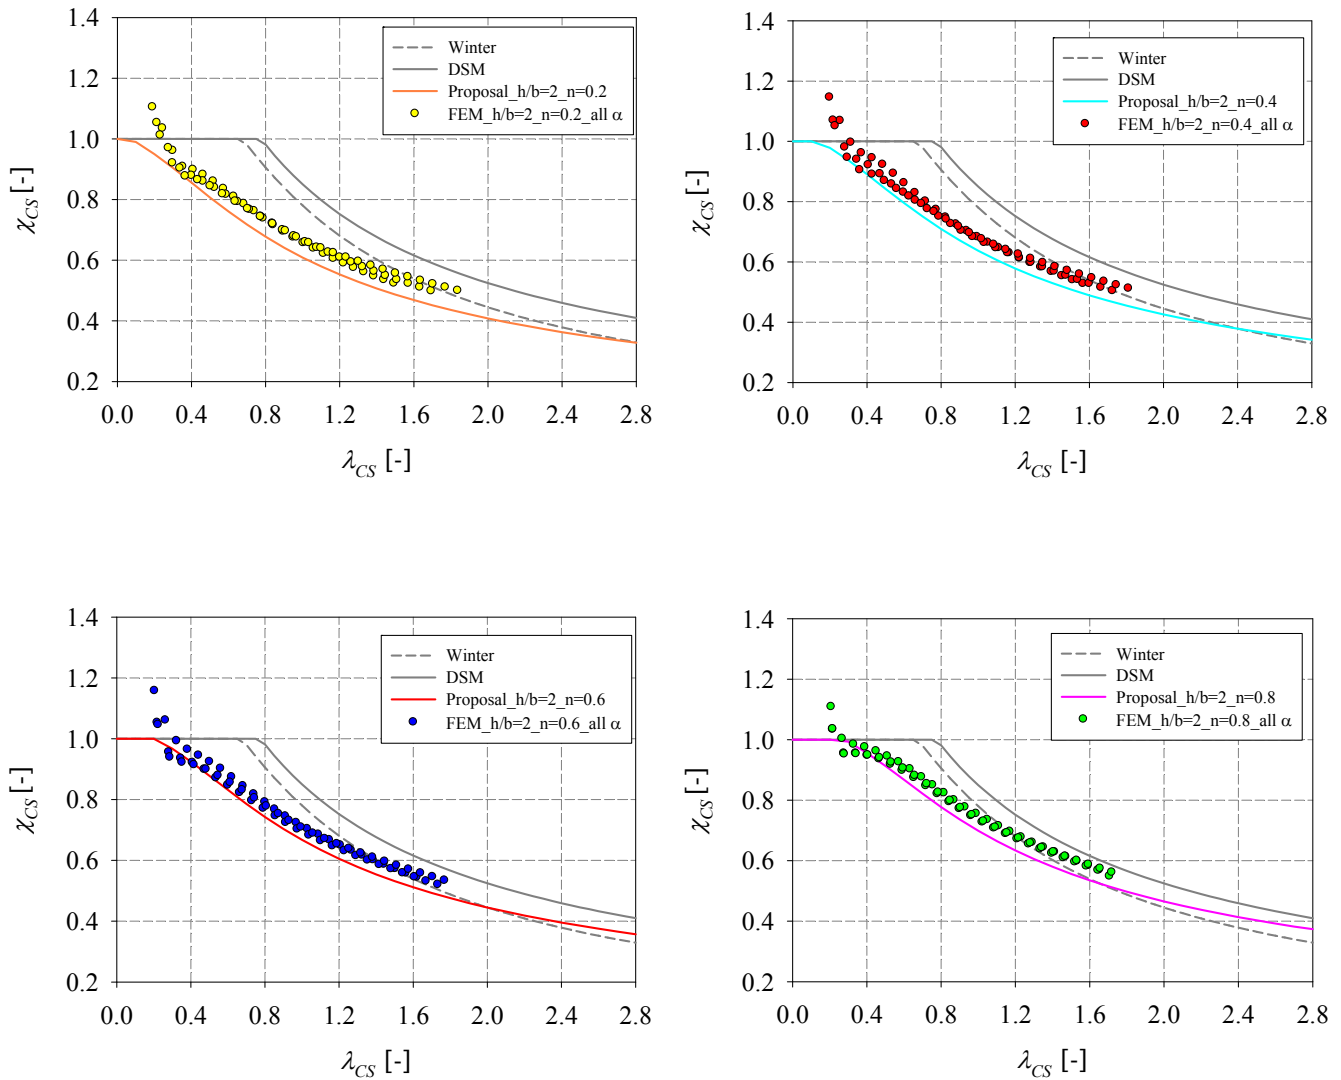 1.4
1.2
1.0
0.8
0.6
0.4
0.2
χCS [-]
Winter
DSM
Proposal_h/b=2_n=0.2
FEM_h/b=2_n=0.2_all α
0.0 0.4 0.8 1.2 1.6 2.0 2.4 2.8
λCS [-]
1.4
1.2
1.0
0.8
0.6
0.4
0.2
χCS [-]
Winter
DSM
Proposal_h/b=2_n=0.4
FEM_h/b=2_n=0.4_all α
0.0 0.4 0.8 1.2 1.6 2.0 2.4 2.8
λCS [-]
1.4
1.2
1.0
0.8
0.6
0.4
0.2
χCS [-]
Winter
DSM
Proposal_h/b=2_n=0.6
FEM_h/b=2_n=0.6_all α
0.0 0.4 0.8 1.2 1.6 2.0 2.4 2.8
λCS [-]
1.4
1.2
1.0
0.8
0.6
0.4
0.2
χCS [-]
Winter
DSM
Proposal_h/b=2_n=0.8
FEM_h/b=2_n=0.8_all α
0.0 0.4 0.8 1.2 1.6 2.0 2.4 2.8
λCS [-]